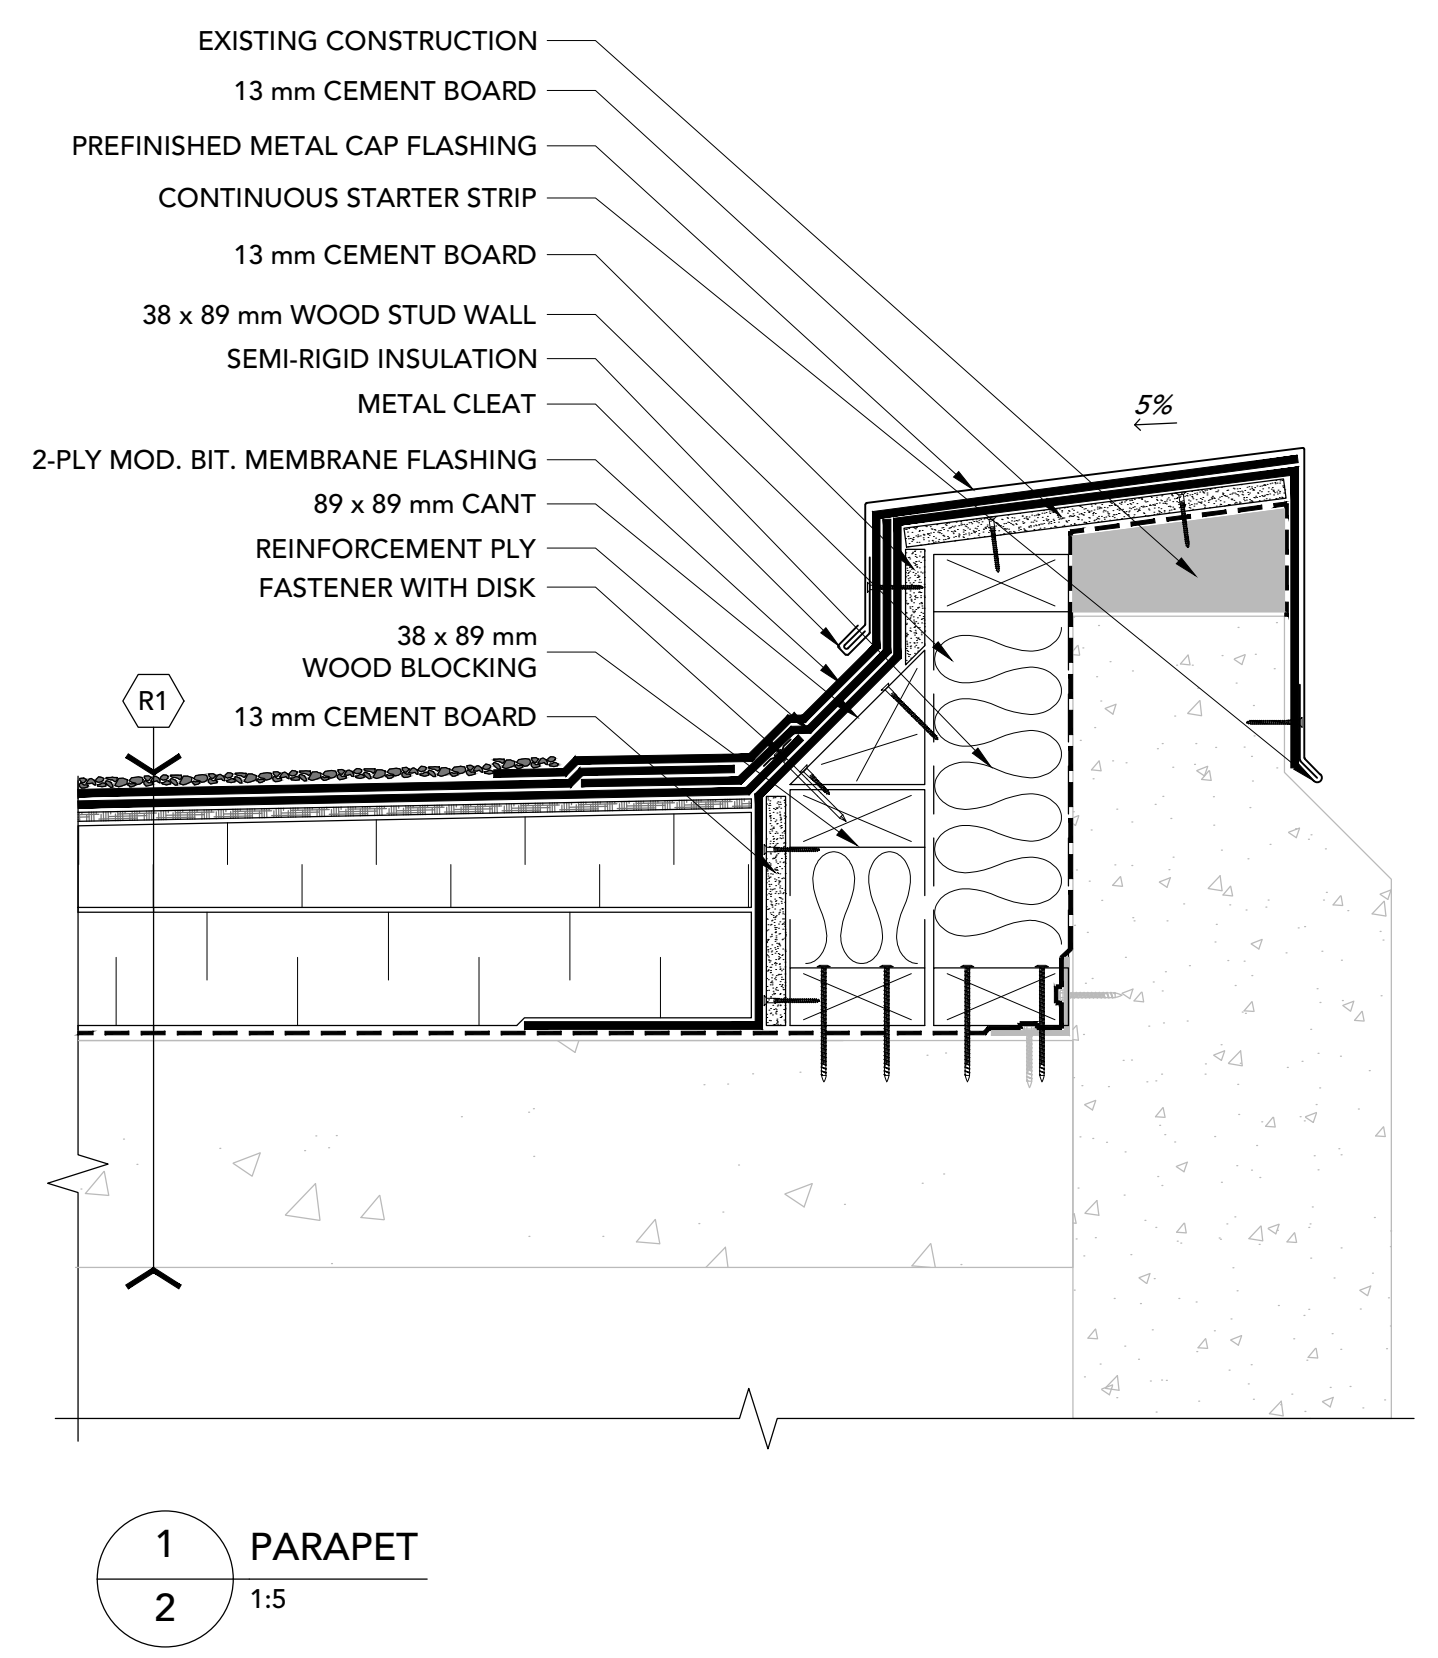 EXISTING CONSTRUCTION
13 mm CEMENT BOARD
PREFINISHED METAL CAP FLASHING
CONTINUOUS STARTER STRIP
13 mm CEMENT BOARD
38 x 89 mm WOOD STUD WALL
SEMI-RIGID INSULATION
METAL CLEAT
5%
2-PLY MOD. BIT. MEMBRANE FLASHING
89 x 89 mm CANT
REINFORCEMENT PLY
FASTENER WITH DISK
38 x 89 mm
WOOD BLOCKING
R1
13 mm CEMENT BOARD
1
PARAPET
2
1:5